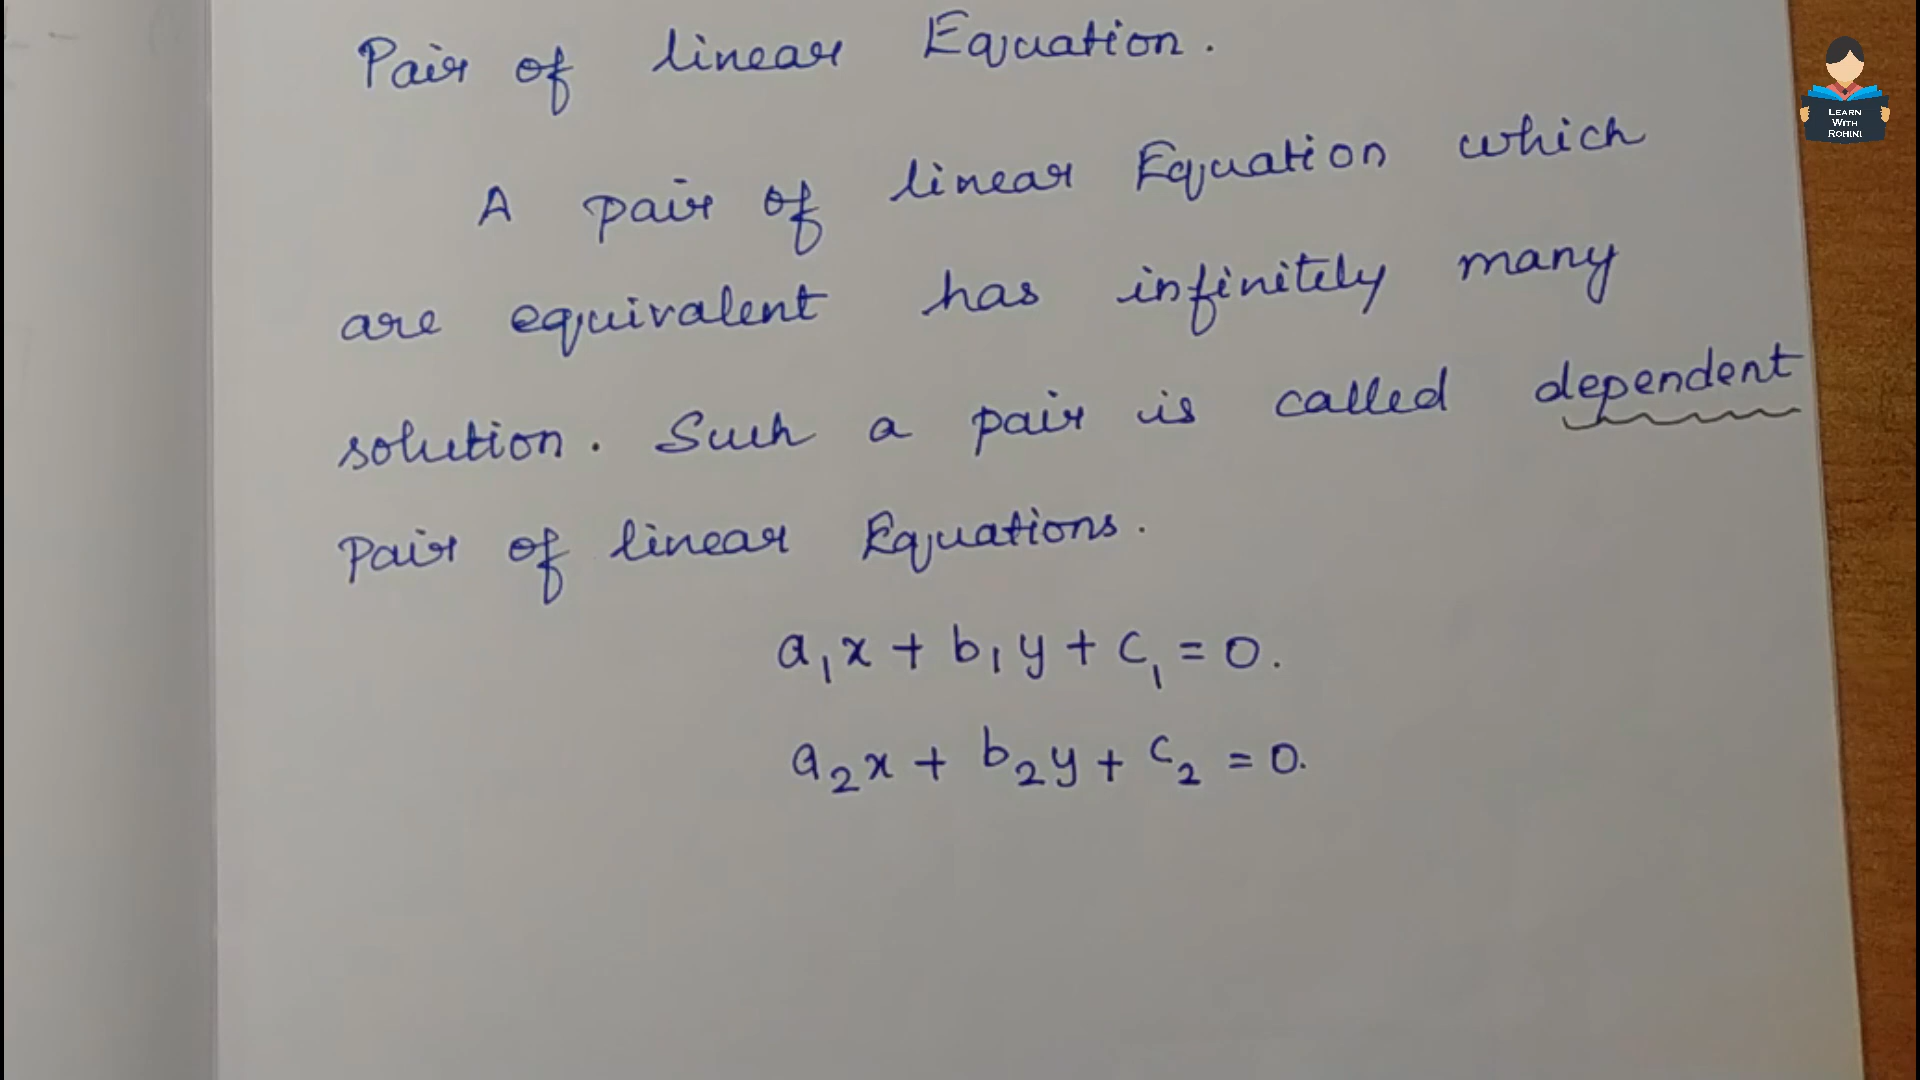 Pair of linear Equation.
A pair of linear Equation which
are equivalent has infinitely many
solution. Such a pair is called dependent
Pair of linear Equations.
a₁x + b₁y + c₁ = 0.
a₂x + b₂y + c₂ = 0.
LEARN
WITH
ROHINI